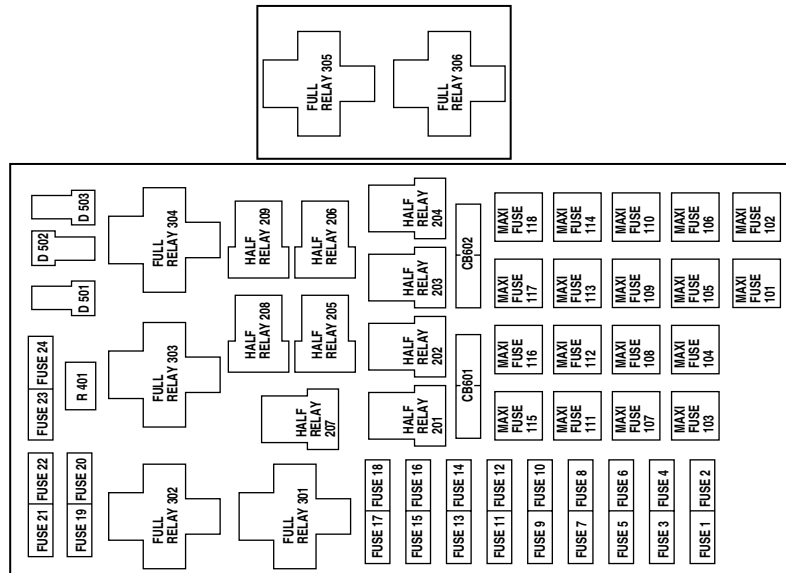 FULL
RELAY 305
FULL
RELAY 306
D 503
D 502
D 501
FULL
RELAY 304
HALF
RELAY 209
HALF
RELAY 206
HALF
RELAY
204
CB602
MAXI
FUSE
118
MAXI
FUSE
114
MAXI
FUSE
110
MAXI
FUSE
106
MAXI
FUSE
102
HALF
RELAY
203
MAXI
FUSE
117
MAXI
FUSE
113
MAXI
FUSE
109
MAXI
FUSE
105
MAXI
FUSE
101
FUSE 24
FUSE 23
R 401
FULL
RELAY 303
HALF
RELAY 208
HALF
RELAY 205
HALF
RELAY
202
CB601
MAXI
FUSE
116
MAXI
FUSE
112
MAXI
FUSE
108
MAXI
FUSE
104
HALF
RELAY
207
HALF
RELAY
201
MAXI
FUSE
115
MAXI
FUSE
111
MAXI
FUSE
107
MAXI
FUSE
103
FUSE 22
FUSE 20
FUSE 21
FUSE 19
FULL
RELAY 302
FULL
RELAY 301
FUSE 18
FUSE 16
FUSE 14
FUSE 12
FUSE 10
FUSE 8
FUSE 6
FUSE 4
FUSE 2
FUSE 17
FUSE 15
FUSE 13
FUSE 11
FUSE 9
FUSE 7
FUSE 5
FUSE 3
FUSE 1